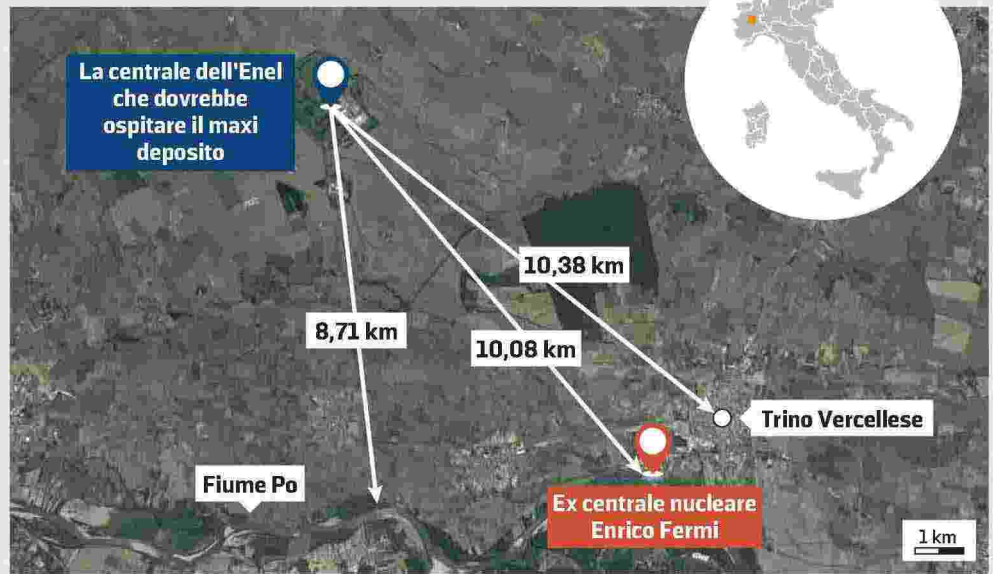 La centrale dell'Enel
che dovrebbe
ospitare il maxi
deposito
10,38 km
8,71 km
10,08 km
Trino Vercellese
Fiume Po
Ex centrale nucleare
Enrico Fermi
1 km